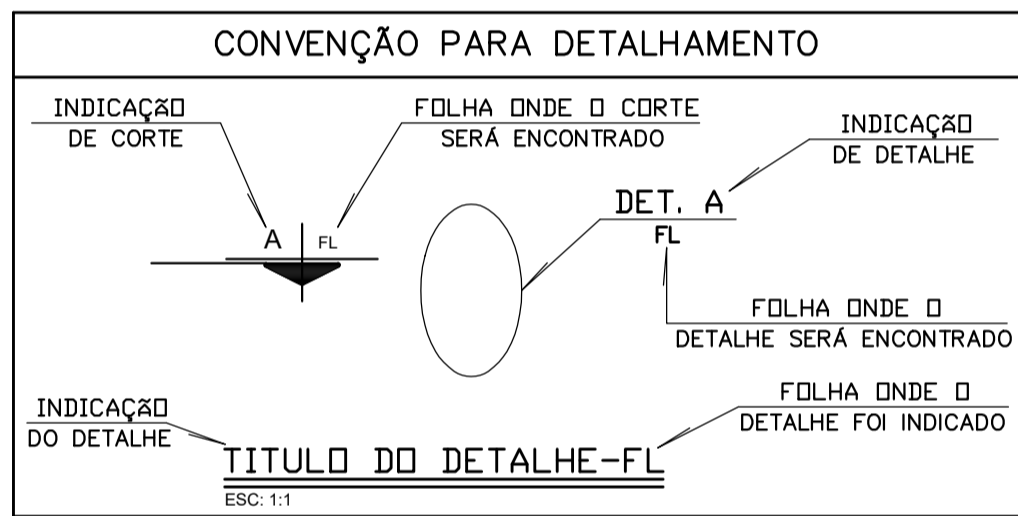 CONVENÇÃO PARA DETALHAMENTO
INDICAÇÃO
DE CORTE
FOLHA ONDE O CORTE
SERÁ ENCONTRADO
INDICAÇÃO
DE DETALHE
A
FL
DET. A
FL
FOLHA ONDE O
DETALHE SERÁ ENCONTRADO
INDICAÇÃO
DO DETALHE
FOLHA ONDE O
DETALHE FOI INDICADO
TITULO DO DETALHE-FL
ESC: 1:1